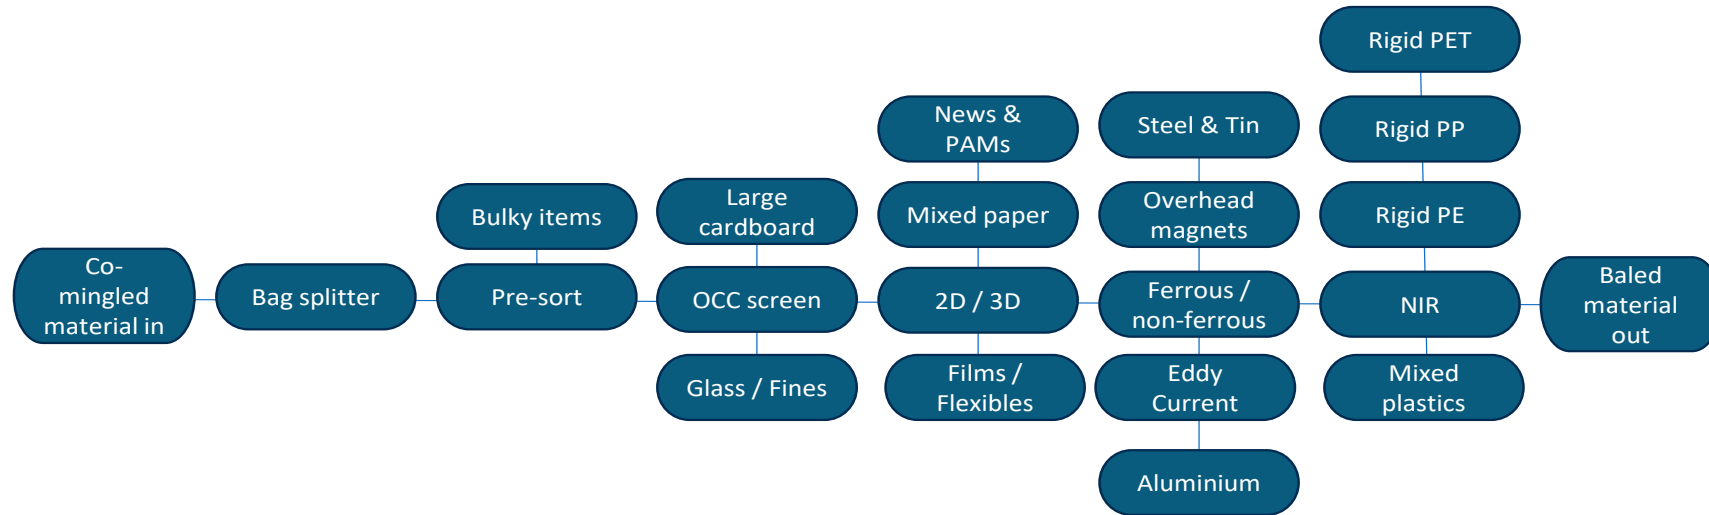 Rigid PET
News &
PAMs
Steel & Tin
Rigid PP
Bulky items
Large
cardboard
Mixed paper
Overhead
magnets
Rigid PE
Co-
mingled
material in
Bag splitter
Pre-sort
OCC screen
2D / 3D
Ferrous /
non-ferrous
NIR
Baled
material
out
Glass / Fines
Films /
Flexibles
Eddy
Current
Mixed
plastics
Aluminium